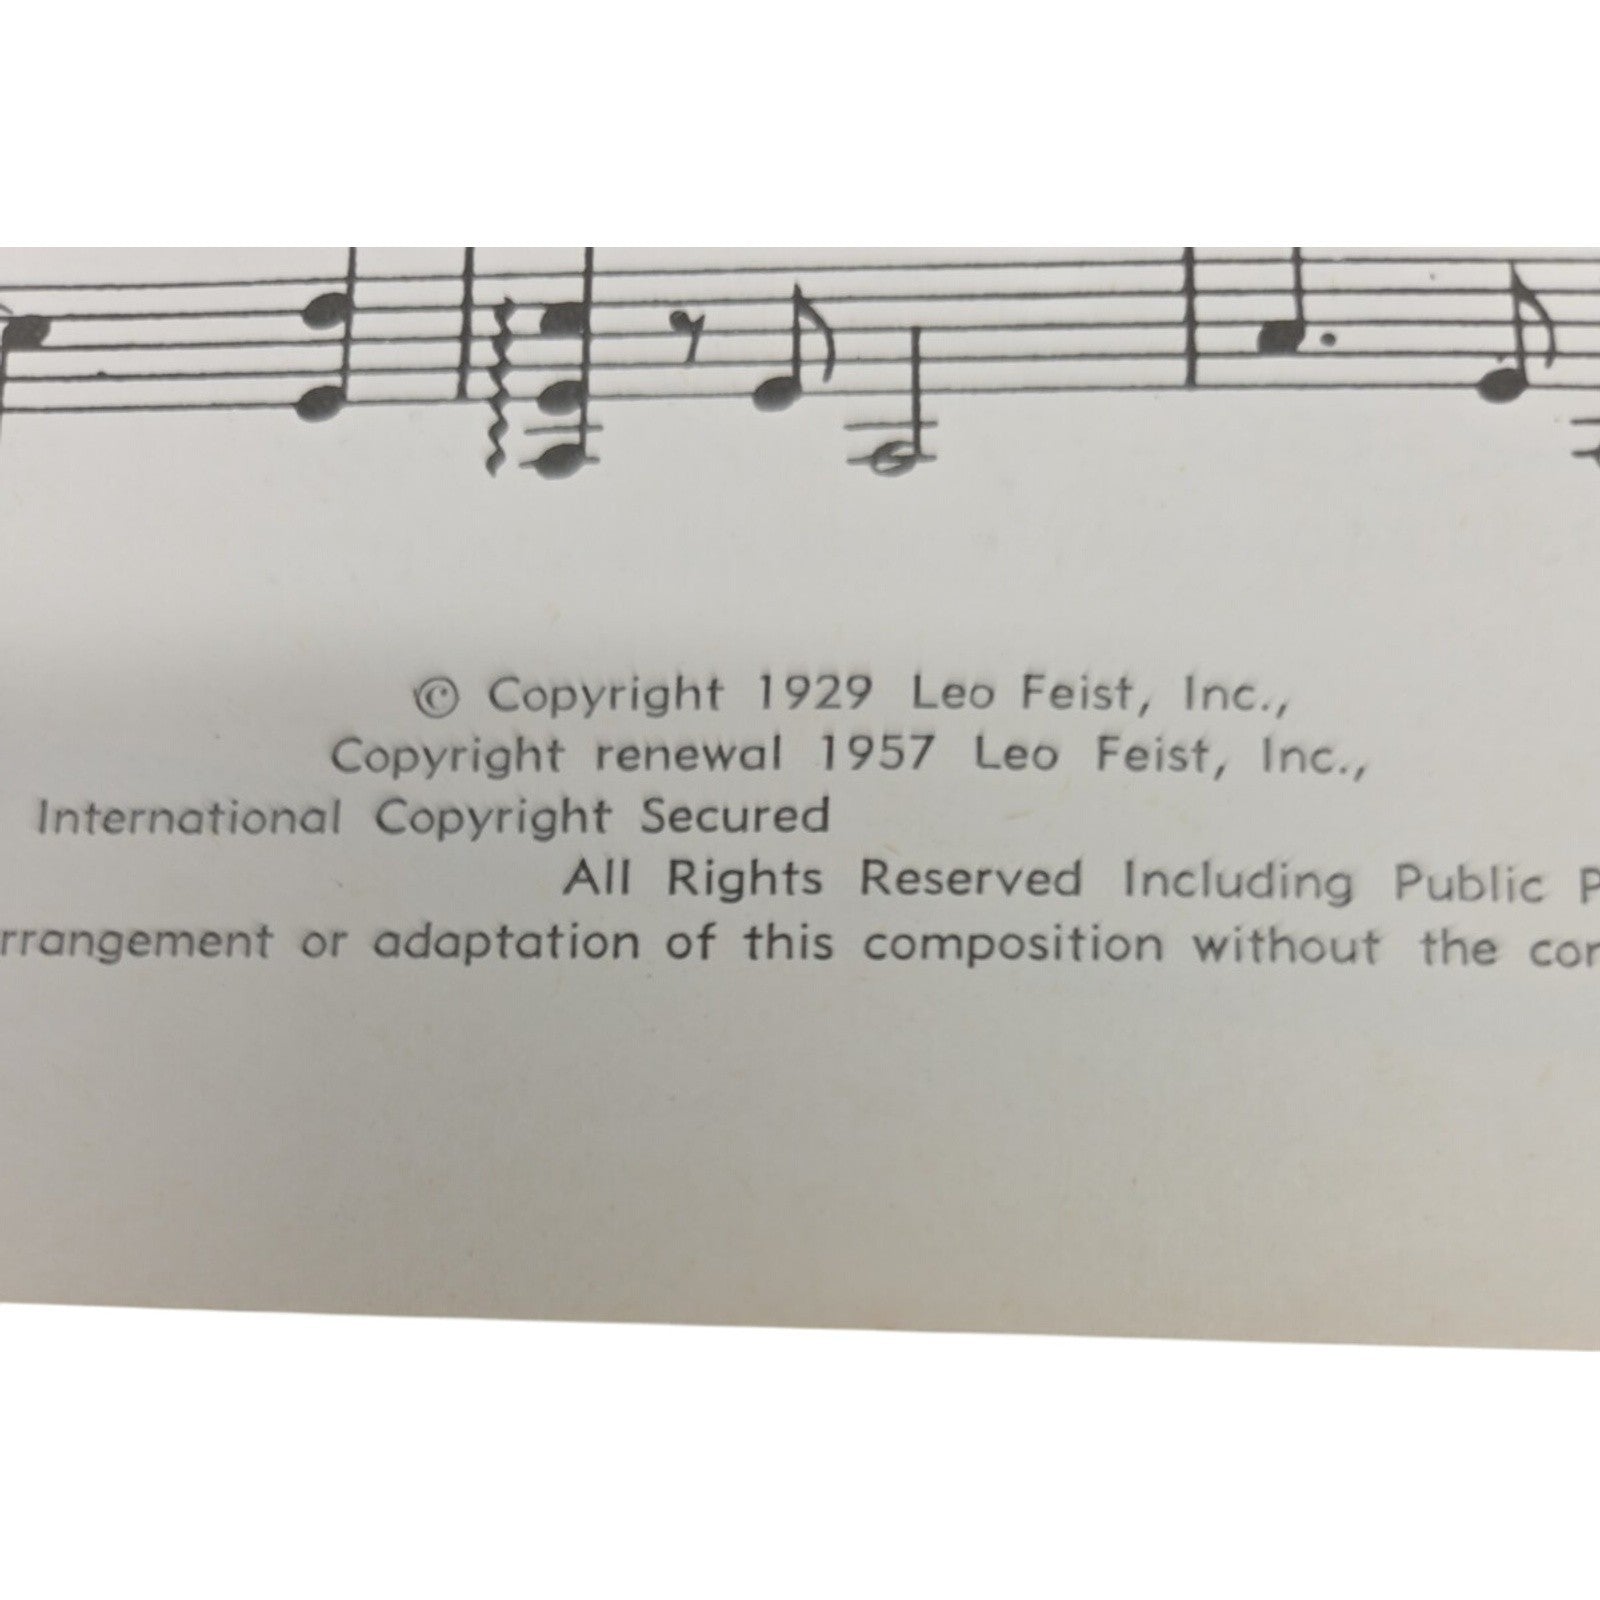 © Copyright 1929 Leo Feist, Inc.,
Copyright renewal 1957 Leo Feist, Inc.,
International Copyright Secured
All Rights Reserved Including Public
or adaptation of this composition without the